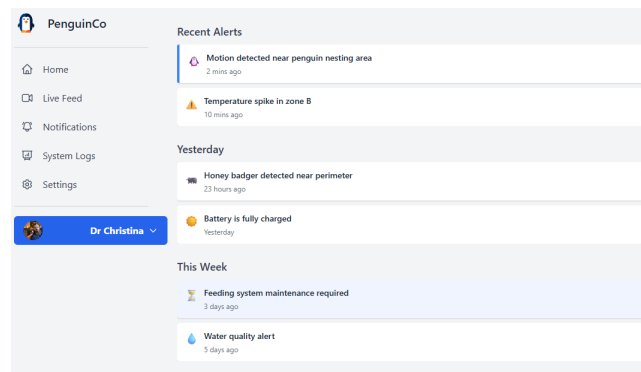 PenguinCo
Home
Live Feed
Notifications
System Logs
Settings
Dr Christina
Recent Alerts
Motion detected near penguin nesting area
2 mins ago
Temperature spike in zone B
10 mins ago
Yesterday
Honey badger detected near perimeter
23 hours ago
Battery is fully charged
Yesterday
This Week
Feeding system maintenance required
3 days ago
Water quality alert
5 days ago